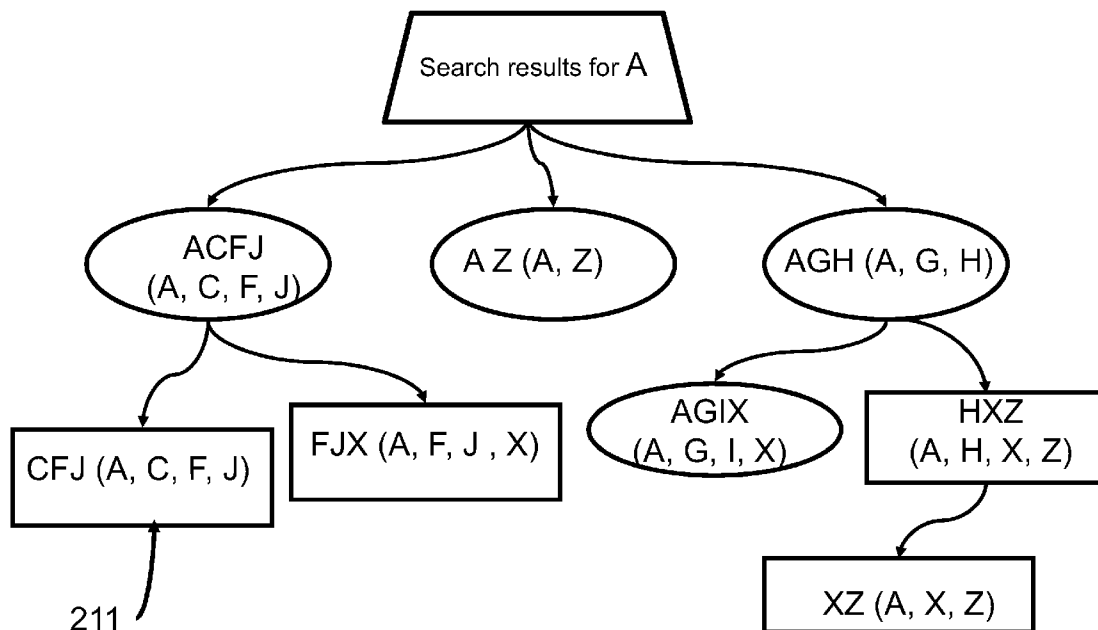 Search results for A
ACFJ
(A, C, F, J)
A Z (A, Z)
AGH (A, G, H)
CFJ (A, C, F, J)
FJX (A, F, J , X)
AGIX
(A, G, I, X)
HXZ
(A, H, X, Z)
211
XZ (A, X, Z)